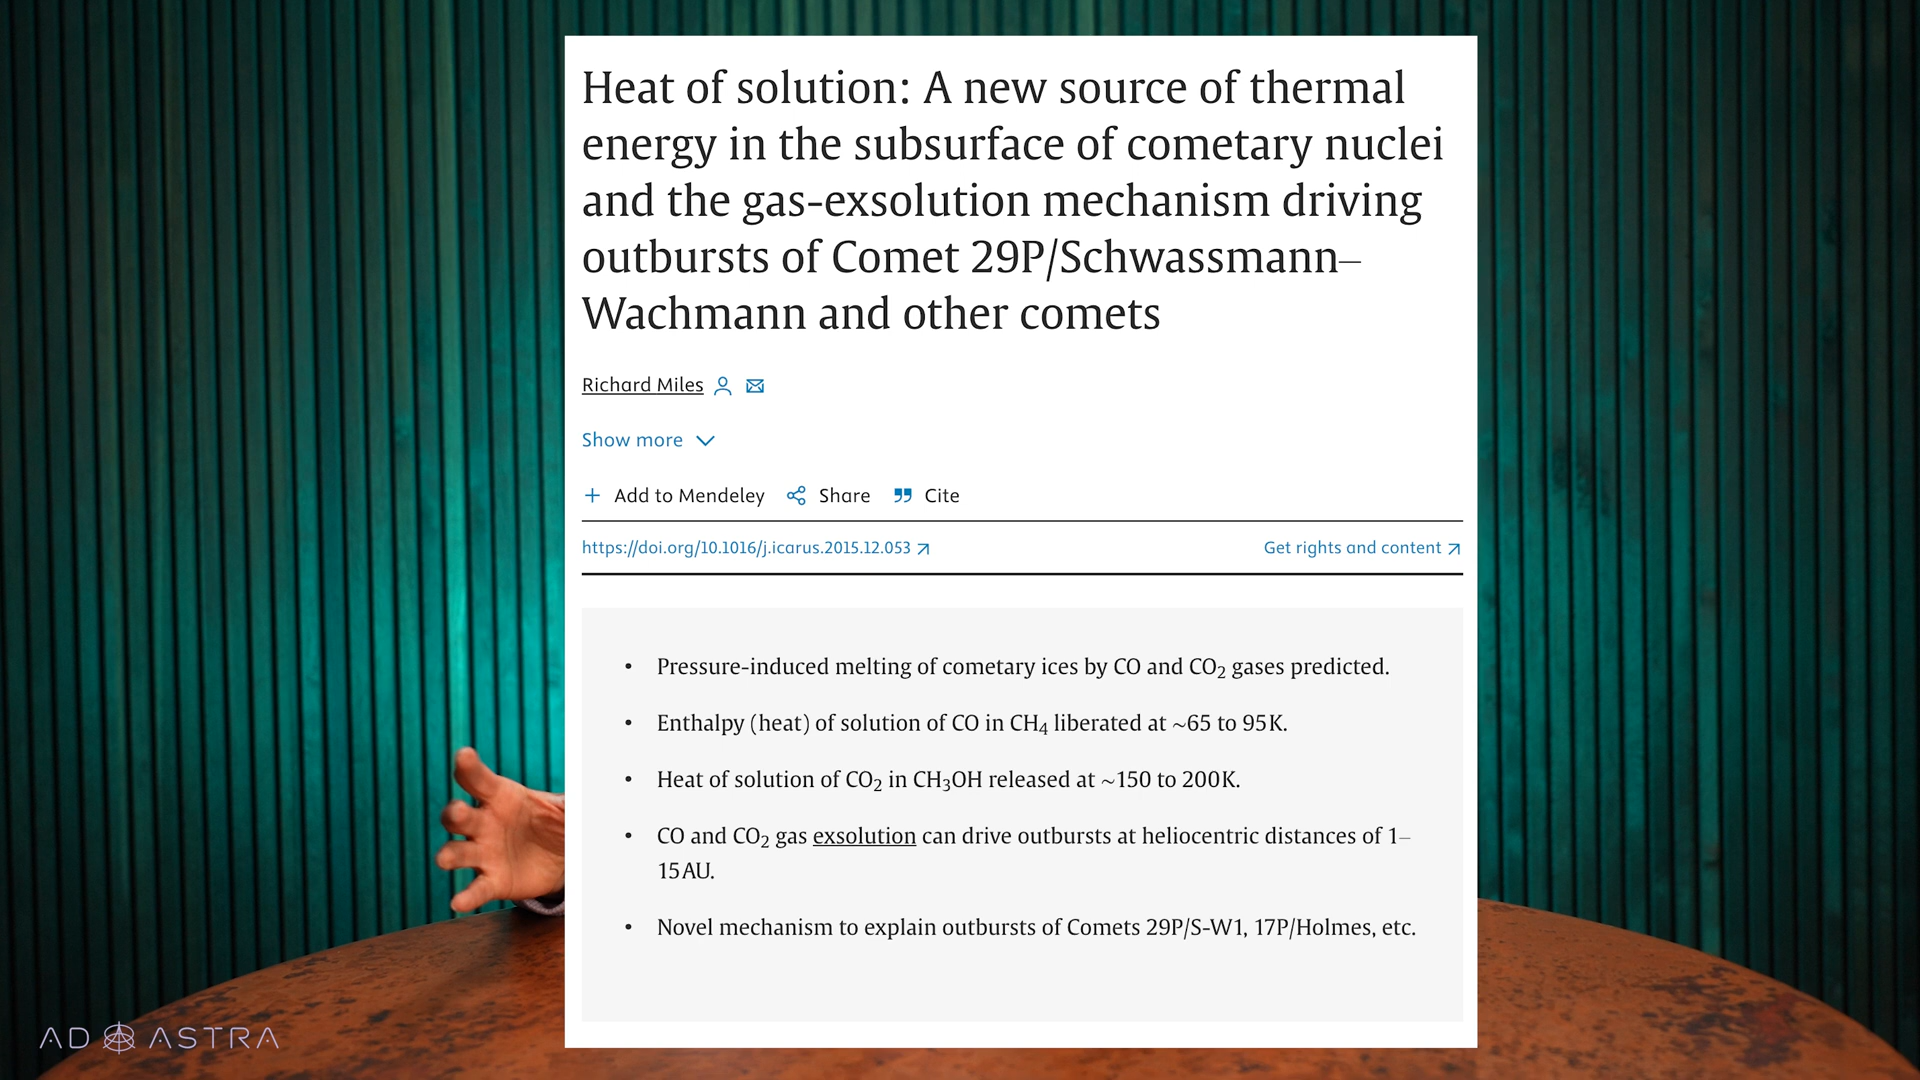 Heat of solution: A new source of thermal
energy in the subsurface of cometary nuclei
and the gas-exsolution mechanism driving
outbursts of Comet 29P/Schwassmann–
Wachmann and other comets
Richard Miles
Show more
Add to Mendeley Share Cite
https://doi.org/10.1016/j.icarus.2015.12.053 Get rights and content
• Pressure-induced melting of cometary ices by CO and CO₂ gases predicted.
• Enthalpy (heat) of solution of CO in CH₄ liberated at ~65 to 95K.
• Heat of solution of CO₂ in CH₃OH released at ~150 to 200K.
• CO and CO₂ gas exsolution can drive outbursts at heliocentric distances of 1–
15AU.
• Novel mechanism to explain outbursts of Comets 29P/S-W1, 17P/Holmes, etc.
AD ASTRA